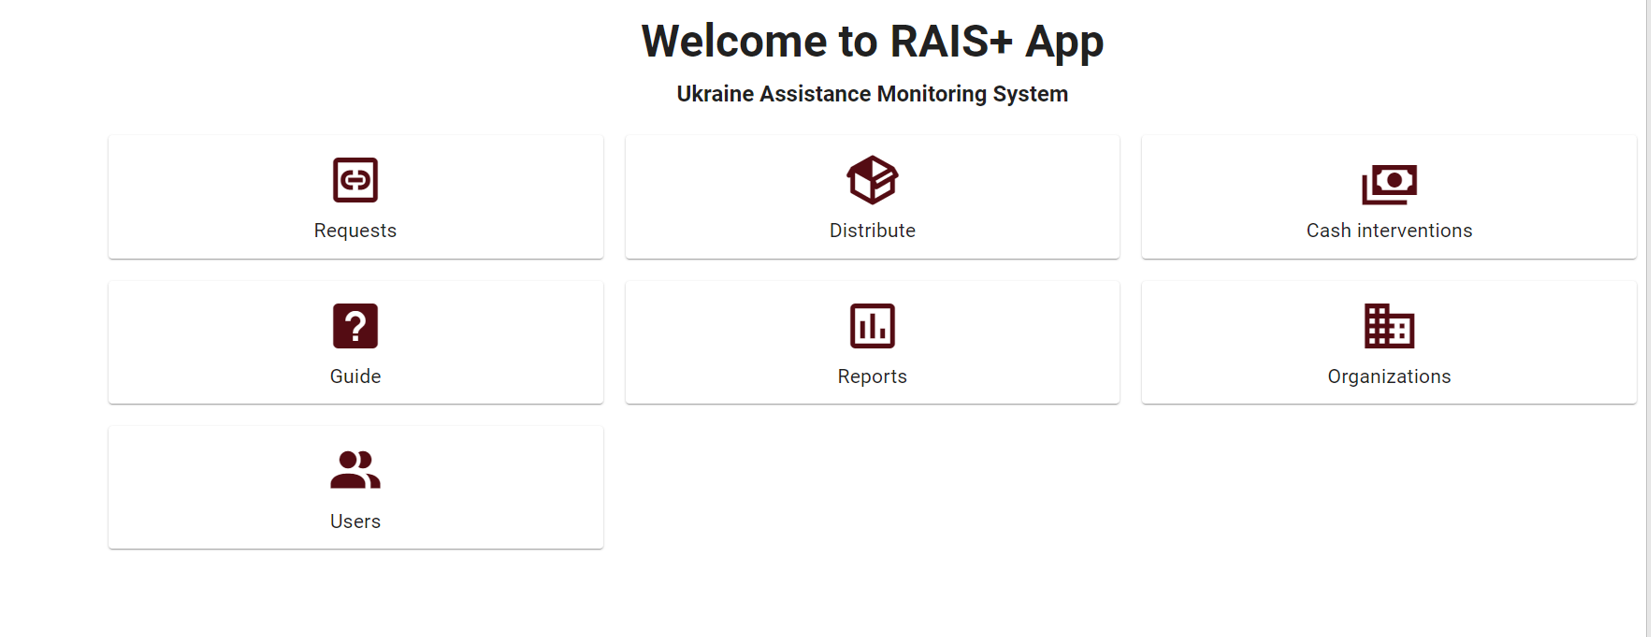 Welcome to RAIS+ App
Ukraine Assistance Monitoring System
Requests
Distribute
Cash interventions
Guide
Reports
Organizations
Users